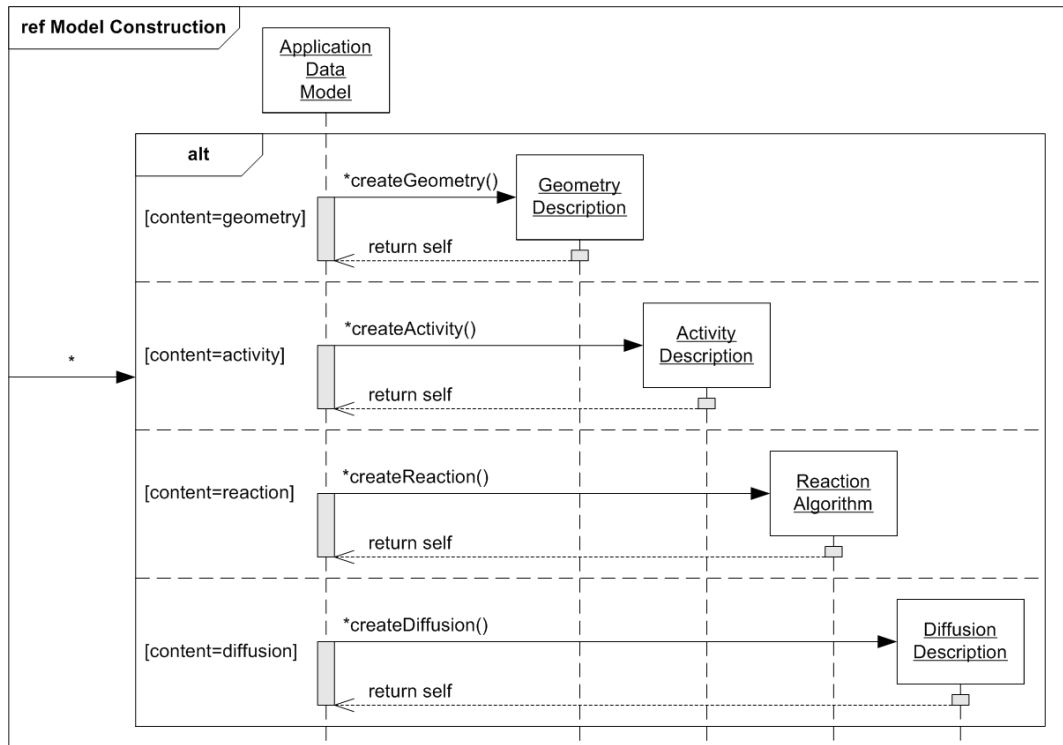 ref Model Construction
Application
Data
Model
alt
*createGeometry()
Geometry
Description
[content=geometry]
return self
*createActivity()
Activity
Description
[content=activity]
*
return self
*createReaction()
Reaction
Algorithm
[content=reaction]
return self
*createDiffusion()
Diffusion
Description
[content=diffusion]
return self